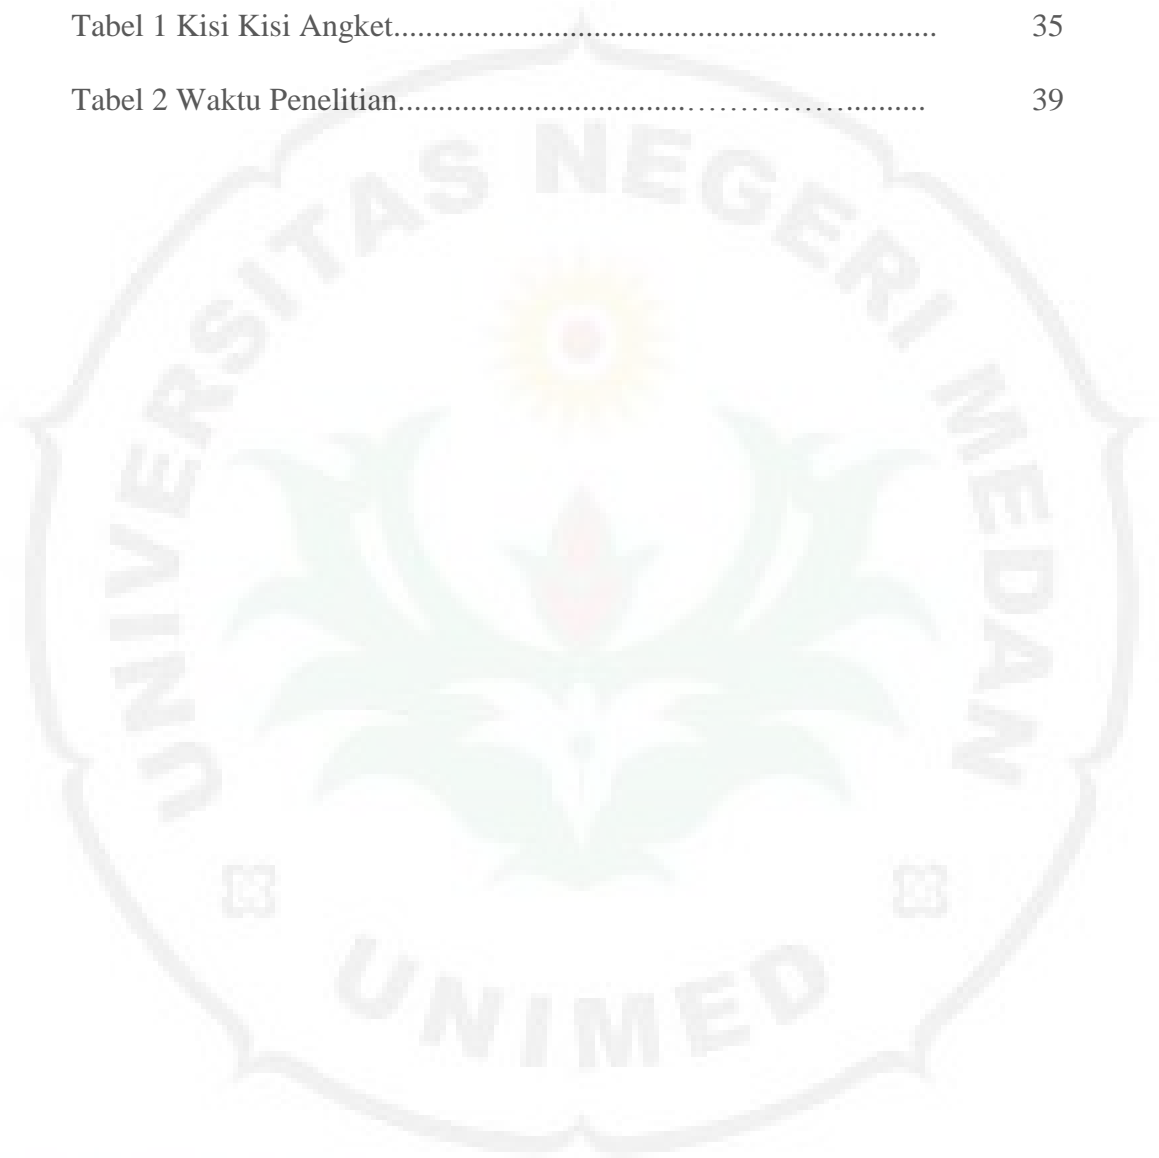 Tabel 1 Kisi Kisi Angket.................................................................... 35
Tabel 2 Waktu Penelitian....................................……………........... 39
UNIVERSITAS NEGERI MEDAN
UNIMED